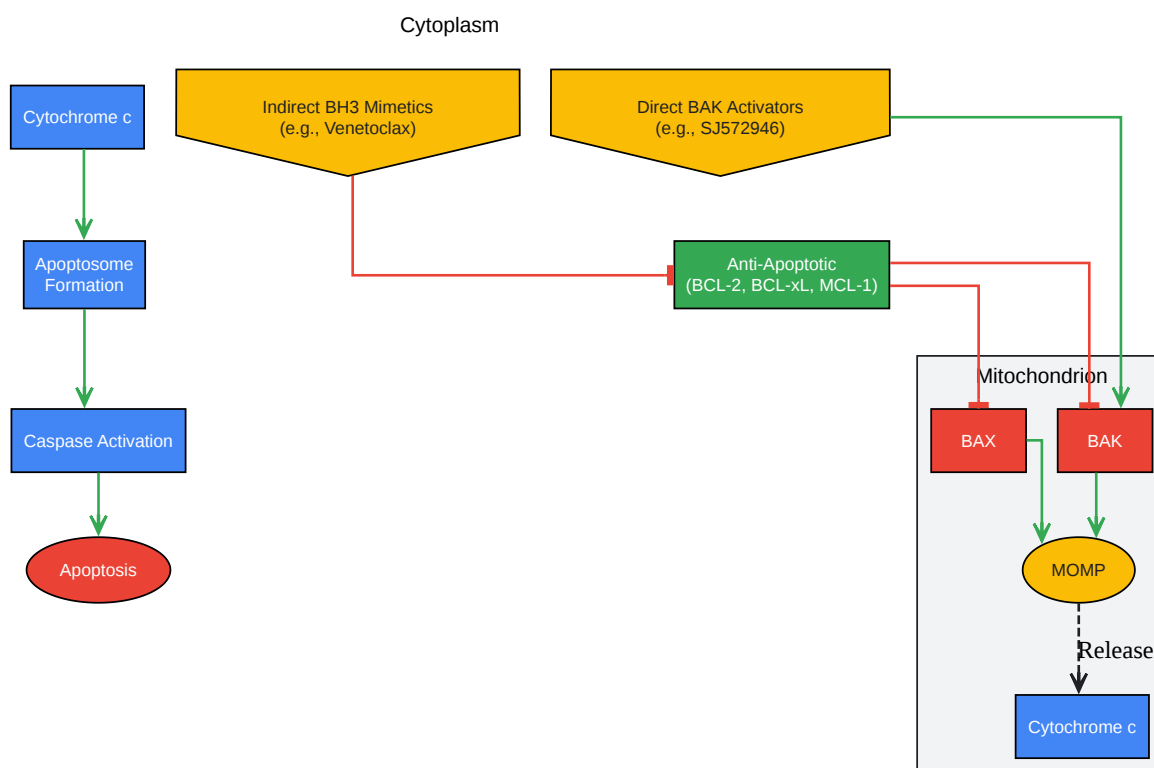 Cytoplasm
Cytochrome c
Indirect BH3 Mimetics
(e.g., Venetoclax)
Direct BAK Activators
(e.g., SJ572946)
Apoptosome
Formation
Anti-Apoptotic
(BCL-2, BCL-xL, MCL-1)
Mitochondrion
Caspase Activation
BAX
BAK
Apoptosis
MOMP
Release
Cytochrome c